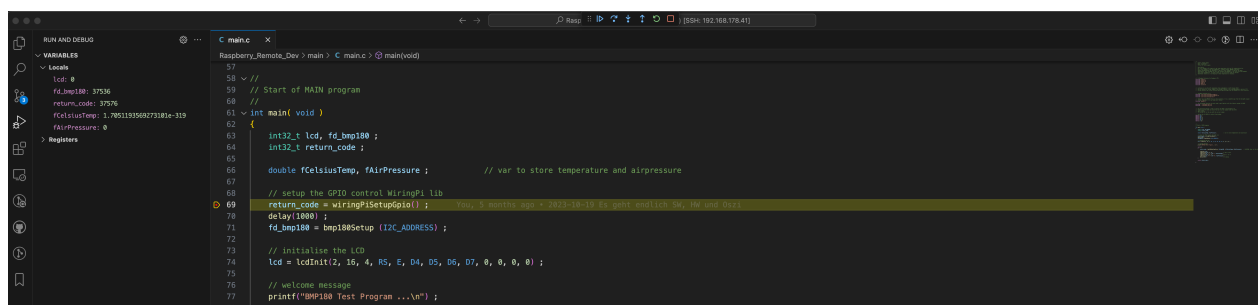 Rasp
[SSH: 192.168.178.41]
RUN AND DEBUG
main.c
VARIABLES
Locals
lcd: 0
fd_bmp180: 37536
return_code: 37576
fCelsiusTemp: 1.7051193569273101e-319
fAirPressure: 0
Registers
Raspberry_Remote_Dev > main > C main.c > main(void)
57
58 //
59 // Start of MAIN program
60 //
61 int main( void )
62 {
63 int32_t lcd, fd_bmp180 ;
64 int32_t return_code ;
65
66 double fCelsiusTemp, fAirPressure ; // var to store temperature and airpressure
67
68 // setup the GPIO control WiringPi lib
69 return_code = wiringPiSetupGpio() ; You, 5 months ago • 2023-10-19 Es geht endlich SW, HW und Oszi
70 delay(1000) ;
71 fd_bmp180 = bmp180Setup (I2C_ADDRESS) ;
72
73 // initialise the LCD
74 lcd = lcdInit(2, 16, 4, RS, E, D4, D5, D6, D7, 0, 0, 0, 0) ;
75
76 // welcome message
77 printf("BMP180 Test Program ...\n") ;